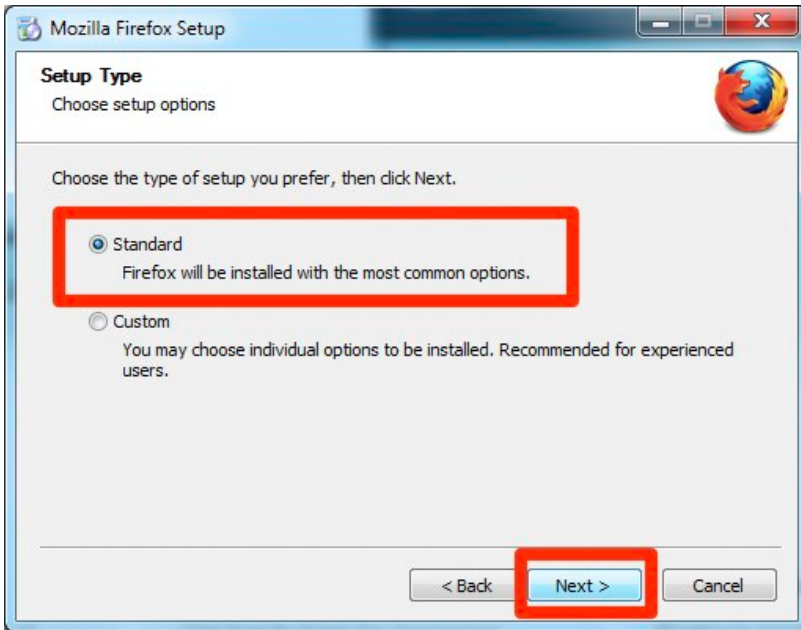 Mozilla Firefox Setup
Setup Type
Choose setup options
Choose the type of setup you prefer, then click Next.
Standard
Firefox will be installed with the most common options.
Custom
You may choose individual options to be installed. Recommended for experienced
users.
< Back
Next >
Cancel